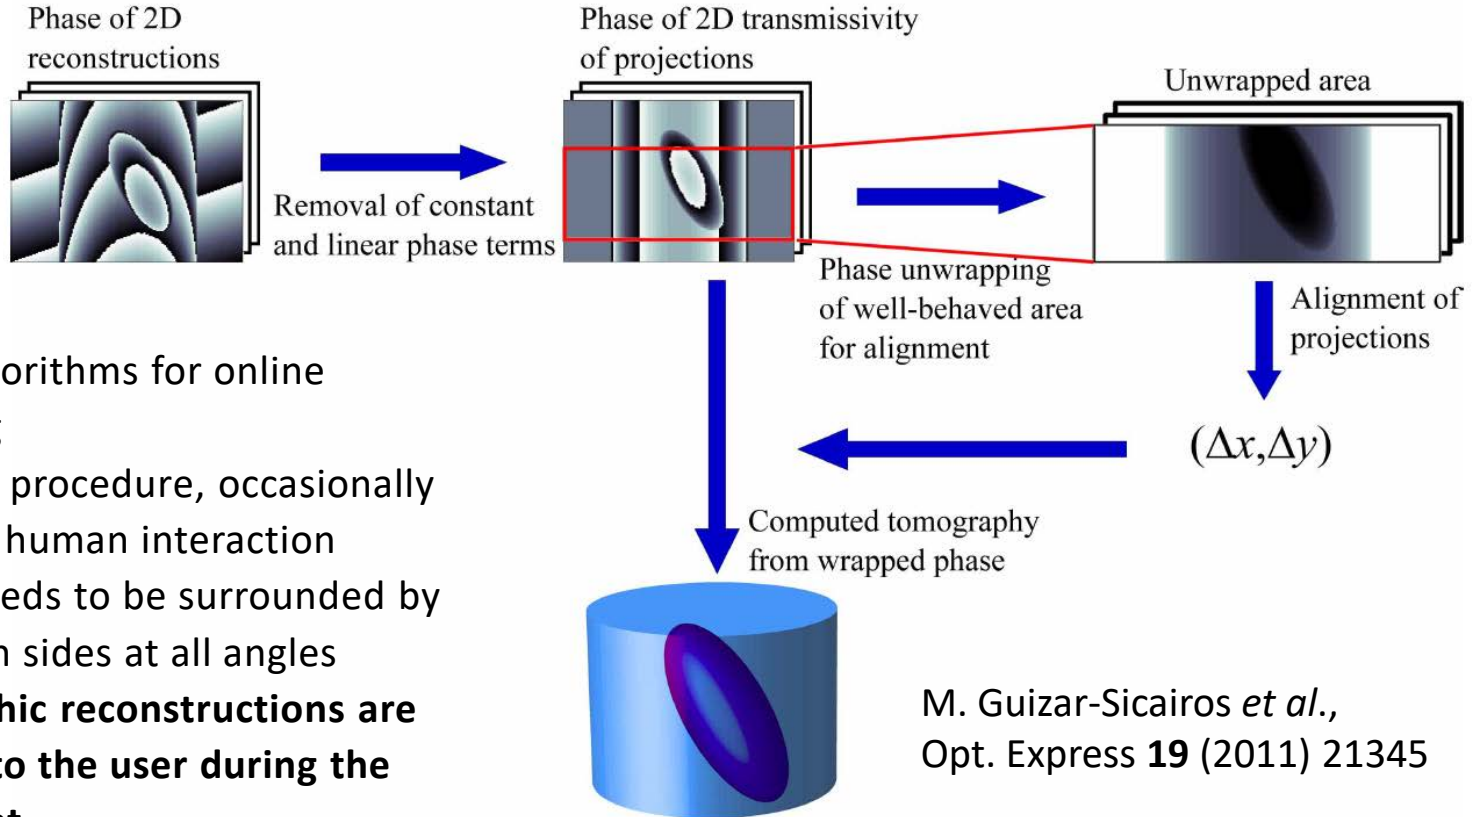 Phase of 2D
reconstructions
Removal of constant
and linear phase terms
Phase of 2D transmissivity
of projections
Phase unwrapping
of well-behaved area
for alignment
Unwrapped area
Alignment of
projections
(Δx,Δy)
Computed tomography
from wrapped phase
for online
procedure, occasionally
human interaction
to be surrounded by
sides at all angles
reconstructions are
to the user during the
M. Guizar-Sicairos et al.,
Opt. Express 19 (2011) 21345